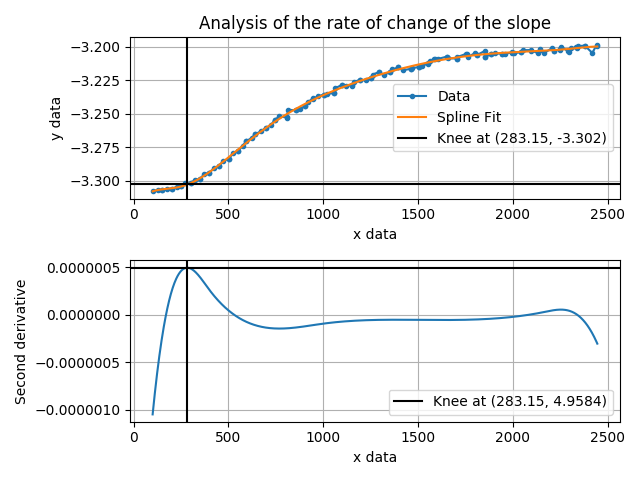 Analysis of the rate of change of the slope
−3.200
−3.225
−3.250
−3.275
−3.300
y data
Data
Spline Fit
Knee at (283.15, -3.302)
0 500 1000 1500 2000 2500
x data
0.0000005
0.0000000
−0.0000005
−0.0000010
Second derivative
Knee at (283.15, 4.9584)
0 500 1000 1500 2000 2500
x data